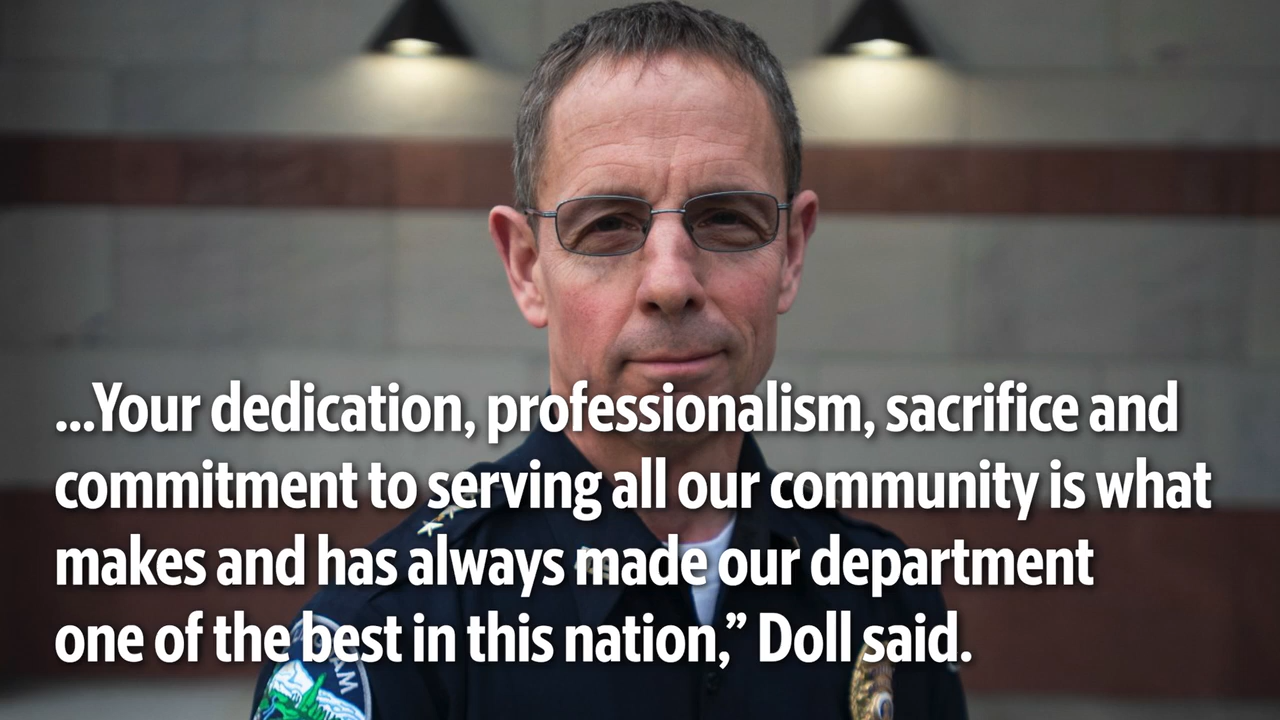 ...Your dedication, professionalism, sacrifice and
commitment to serving all our community is what
makes and has always made our department
one of the best in this nation,” Doll said.